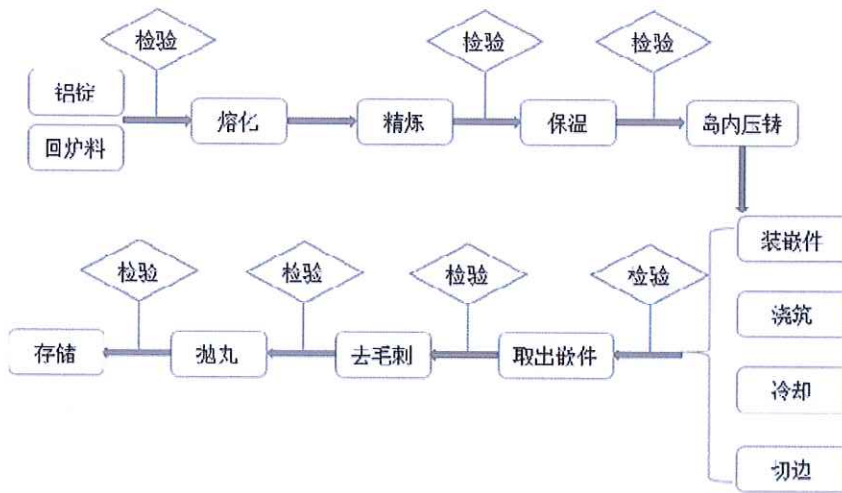 检验
检验
检验
铝锭
回炉料
熔化
精炼
保温
岛内压铸
装嵌件
浇筑
冷却
切边
检验
检验
检验
检验
存储
抛丸
去毛刺
取出嵌件